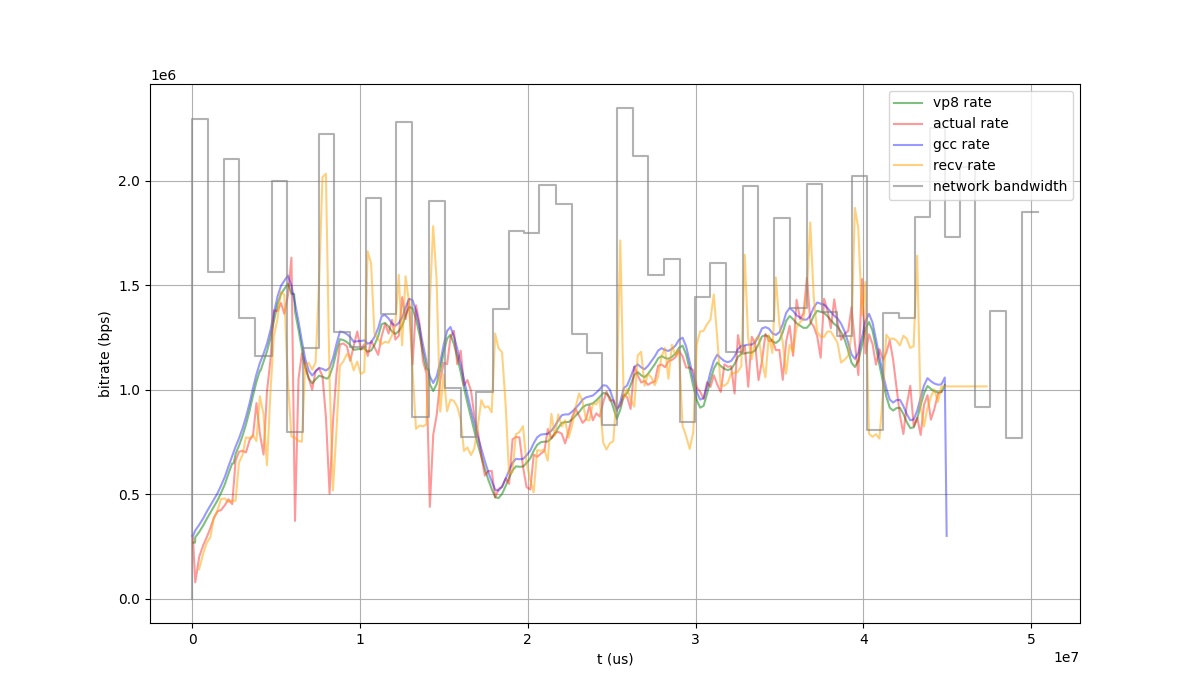 1e6
vp8 rate
actual rate
gcc rate
recv rate
network bandwidth
2.0
1.5
1.0
0.5
0.0
bitrate (bps)
0 1 2 3 4 5
t (us)
1e7